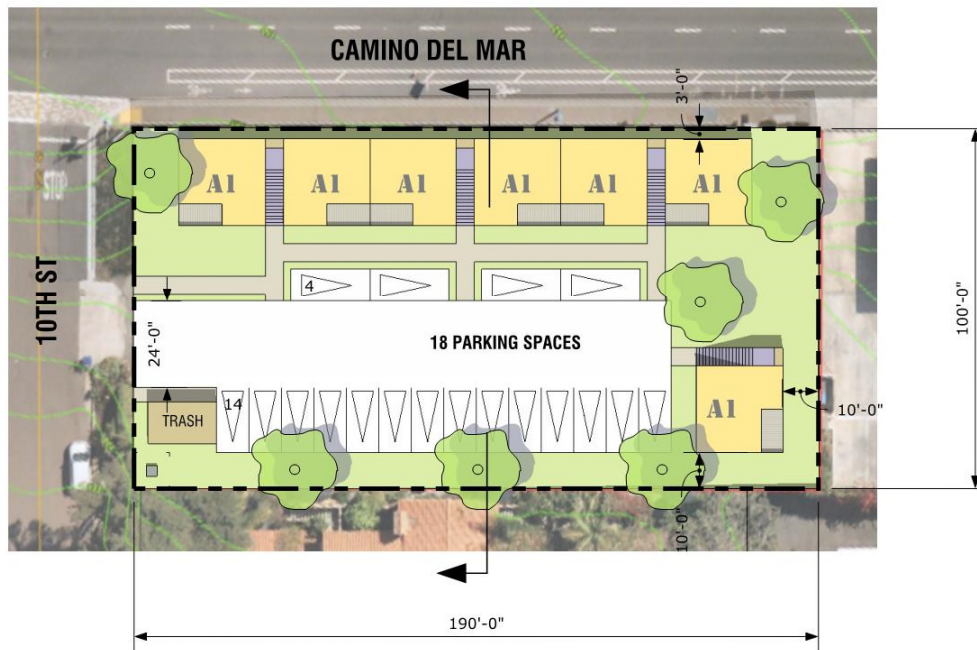 CAMINO DEL MAR
3'-0"
STOP
A1
A1
A1
A1
A1
A1
10TH ST
4
24'-0"
18 PARKING SPACES
100'-0"
14
TRASH
A1
10'-0"
10'-0"
190'-0"